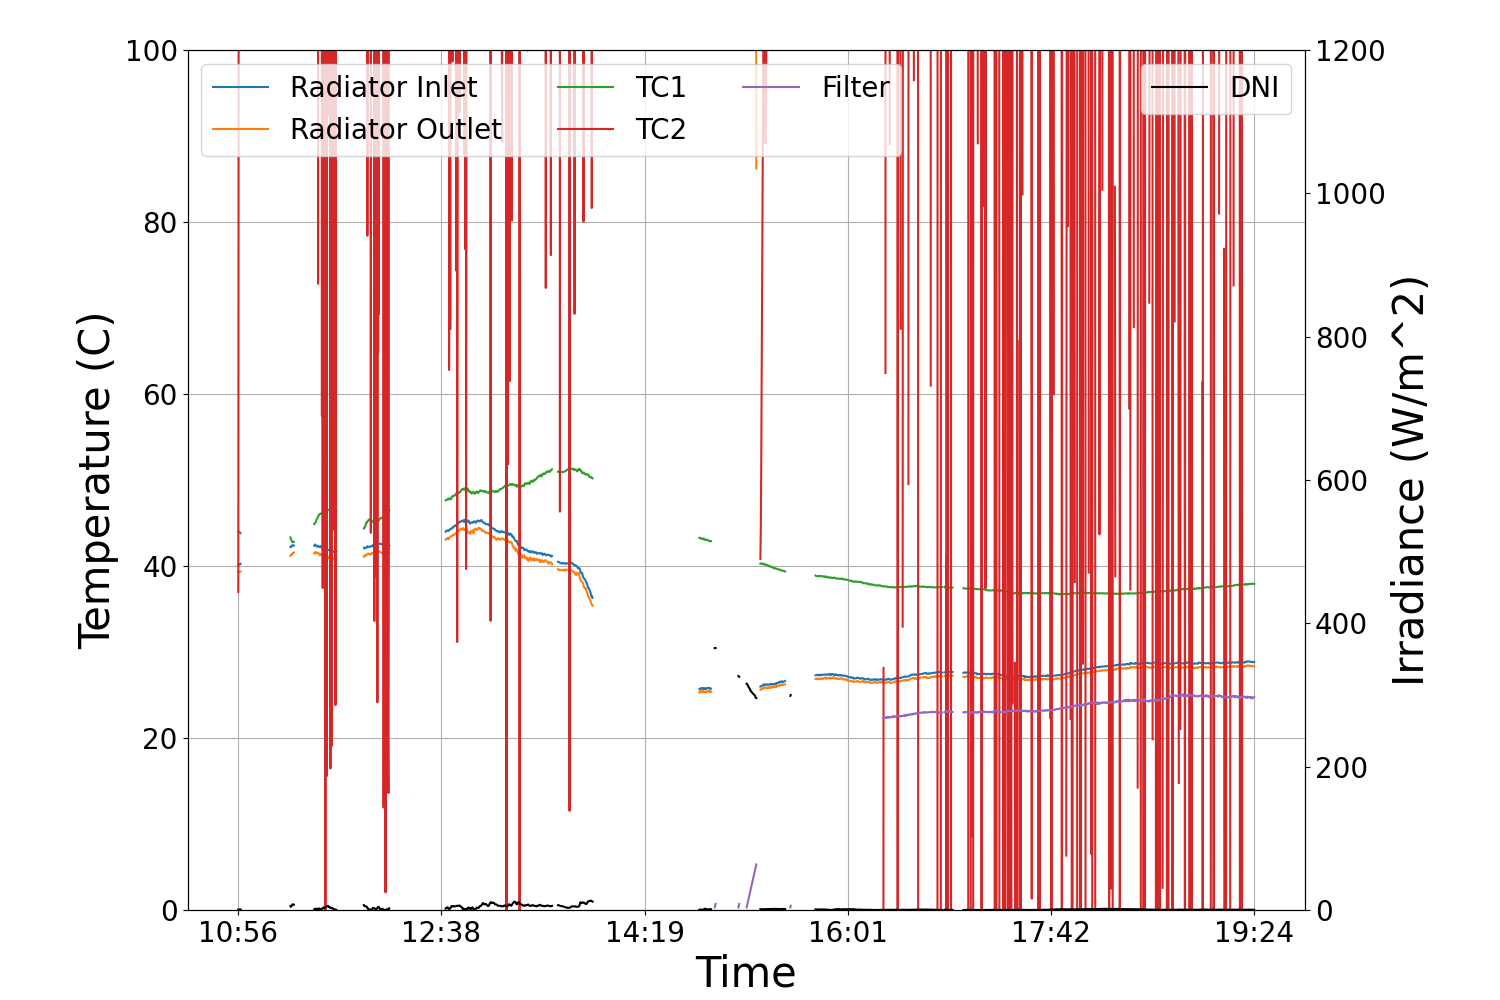 100
80
60
40
20
0
Temperature (C)
Radiator Inlet
Radiator Outlet
TC1
TC2
Filter
DNI
1200
1000
800
600
400
200
0
Irradiance (W/m^2)
10:56 12:38 14:19 16:01 17:42 19:24
Time